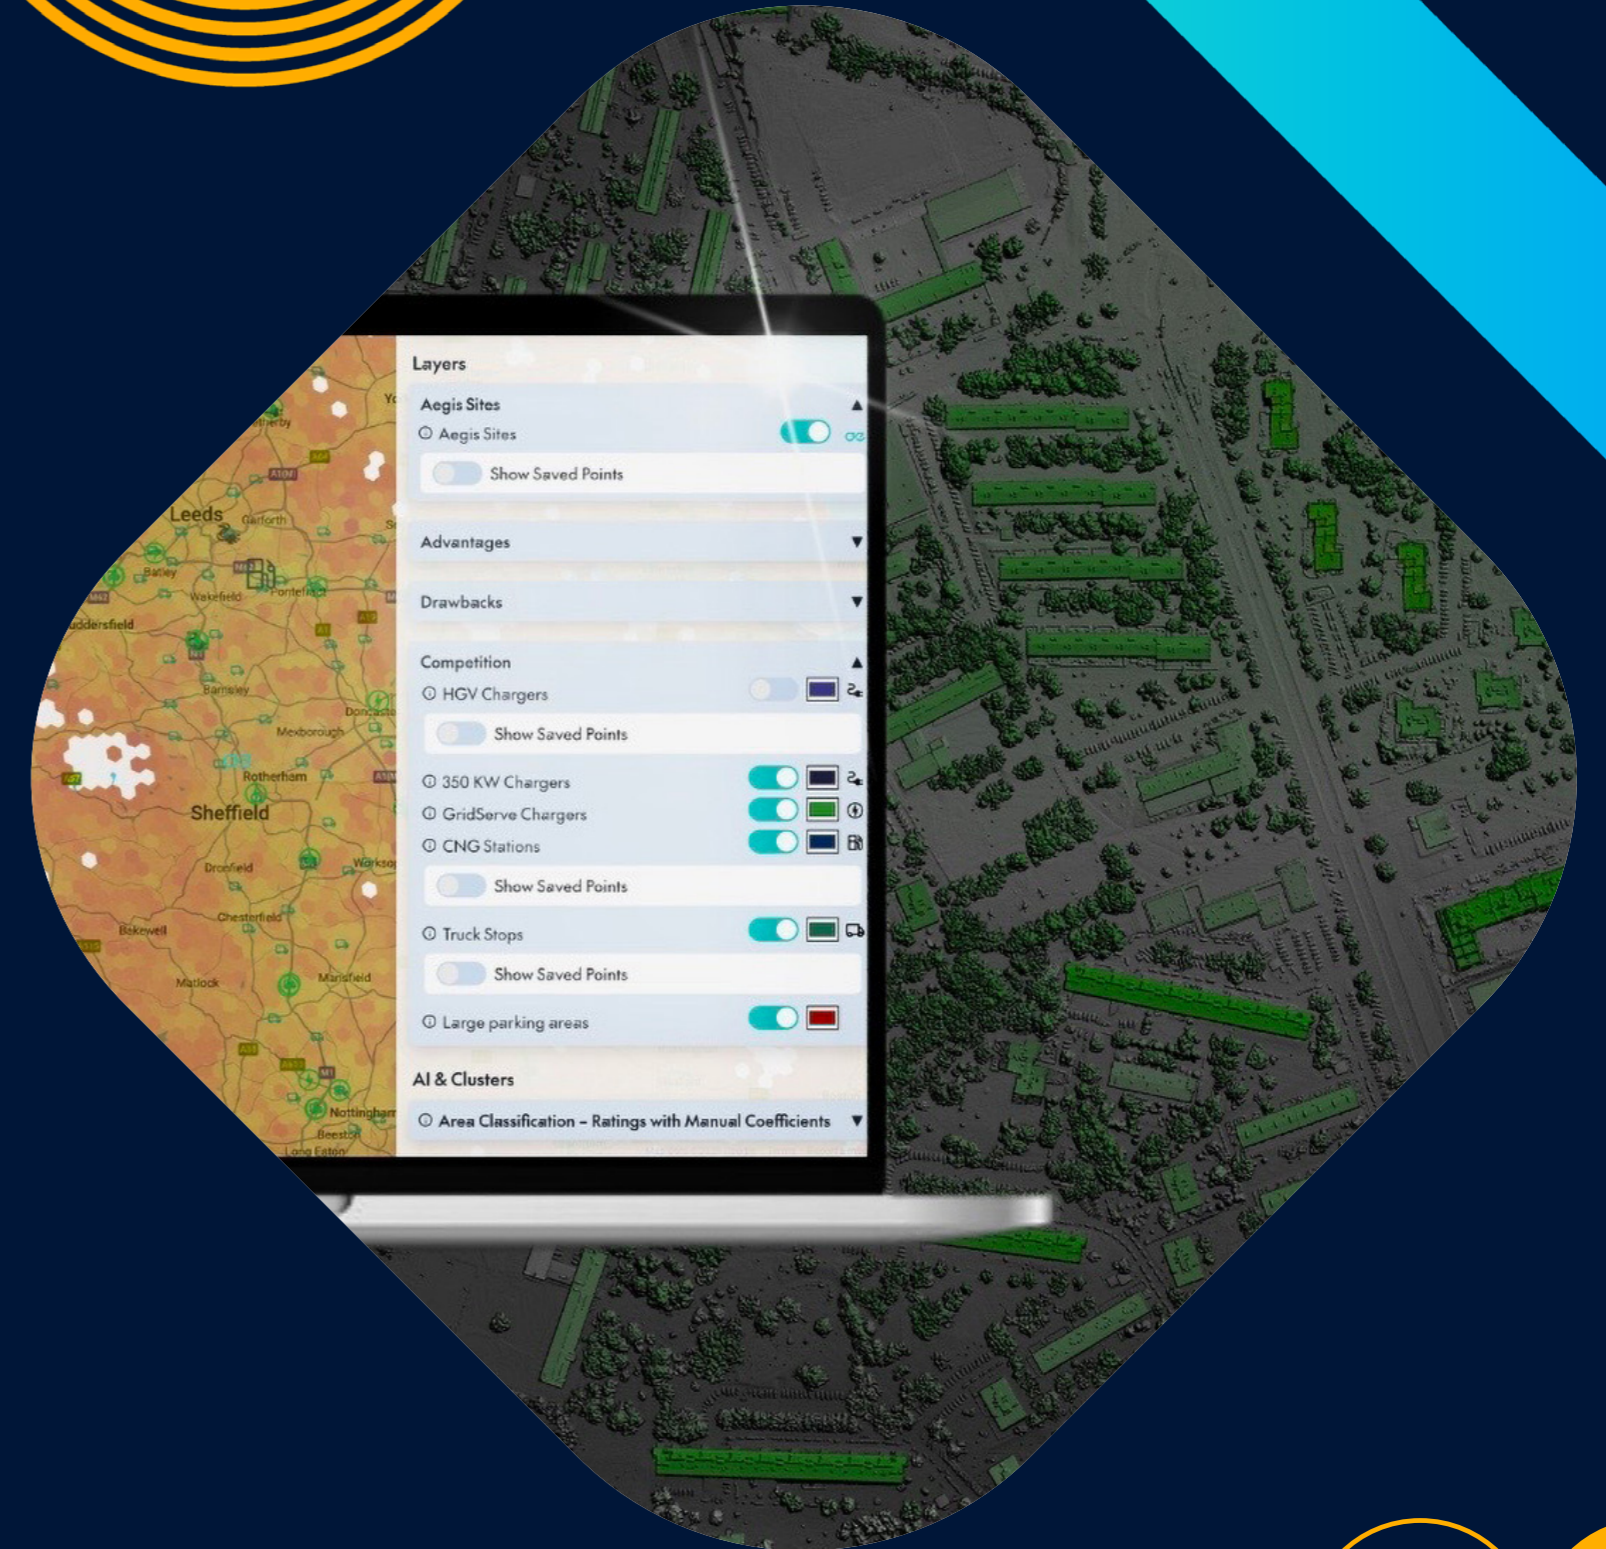 Layers
Aegis Sites
Aegis Sites
Show Saved Points
Advantages
Drawbacks
Competition
HGV Chargers
Show Saved Points
350 KW Chargers
GridServe Chargers
CNG Stations
Show Saved Points
Truck Stops
Show Saved Points
Large parking areas
AI & Clusters
Area Classification – Ratings with Manual Coefficients
Leeds
Garforth
Batley
Wakefield
M62
Barnsley
Mexborough
Rotherham
Sheffield
Dronfield
Chesterfield
Bakewell
Matlock
Mansfield
M1
Nottingham
Beeston
Long Eaton